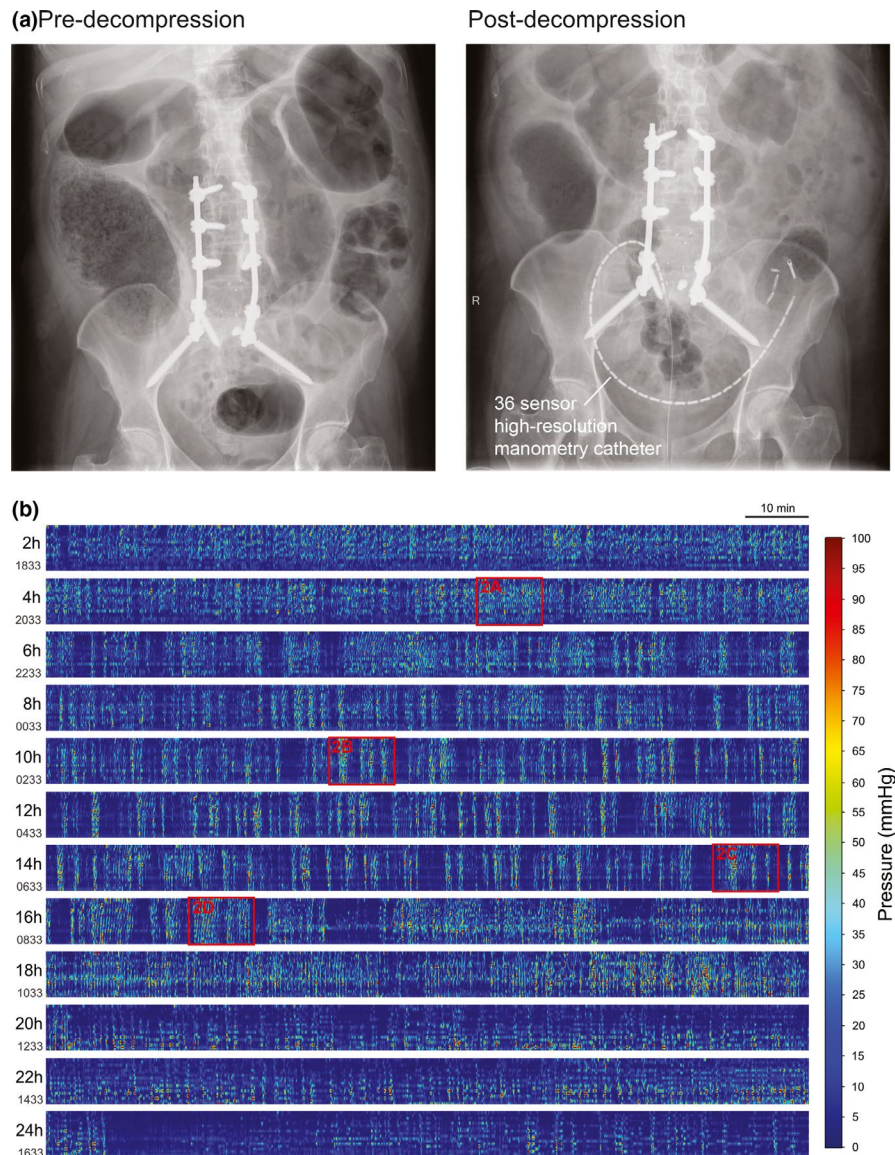 (a) Pre-decompression
Post-decompression
R
36 sensor
high-resolution
manometry catheter
(b)
10 min
2h
1833
4h
2033
2A
6h
2233
8h
0033
10h
0233
2B
12h
0433
14h
0633
2C
16h
0833
2D
18h
1033
20h
1233
22h
1433
24h
1633
100
95
90
85
80
75
70
65
60
55
50
45
40
35
30
25
20
15
10
5
0
Pressure (mmHg)